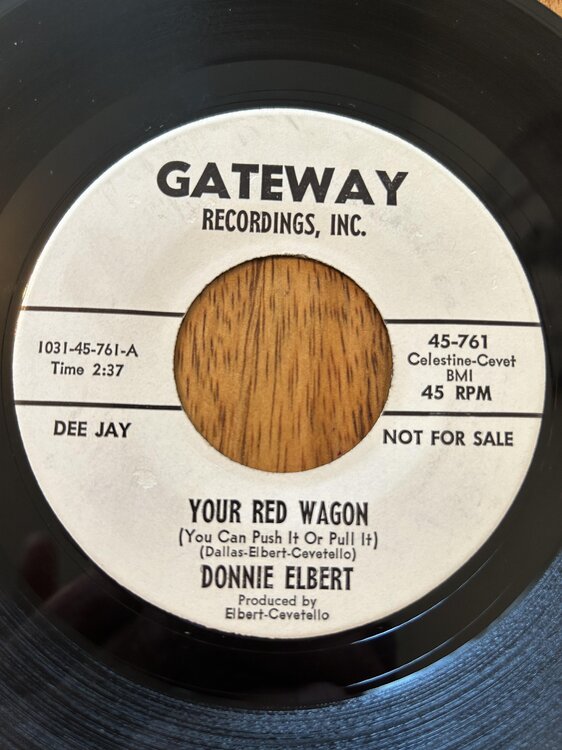 GATEWAY
RECORDINGS, INC.
1031-45-761-A
Time 2:37
45-761
Celestine-Cevet
BMI
45 RPM
DEE JAY
NOT FOR SALE
YOUR RED WAGON
(You Can Push It Or Pull It)
(Dallas-Elbert-Cevetello)
DONNIE ELBERT
Produced by
Elbert-Cevetello